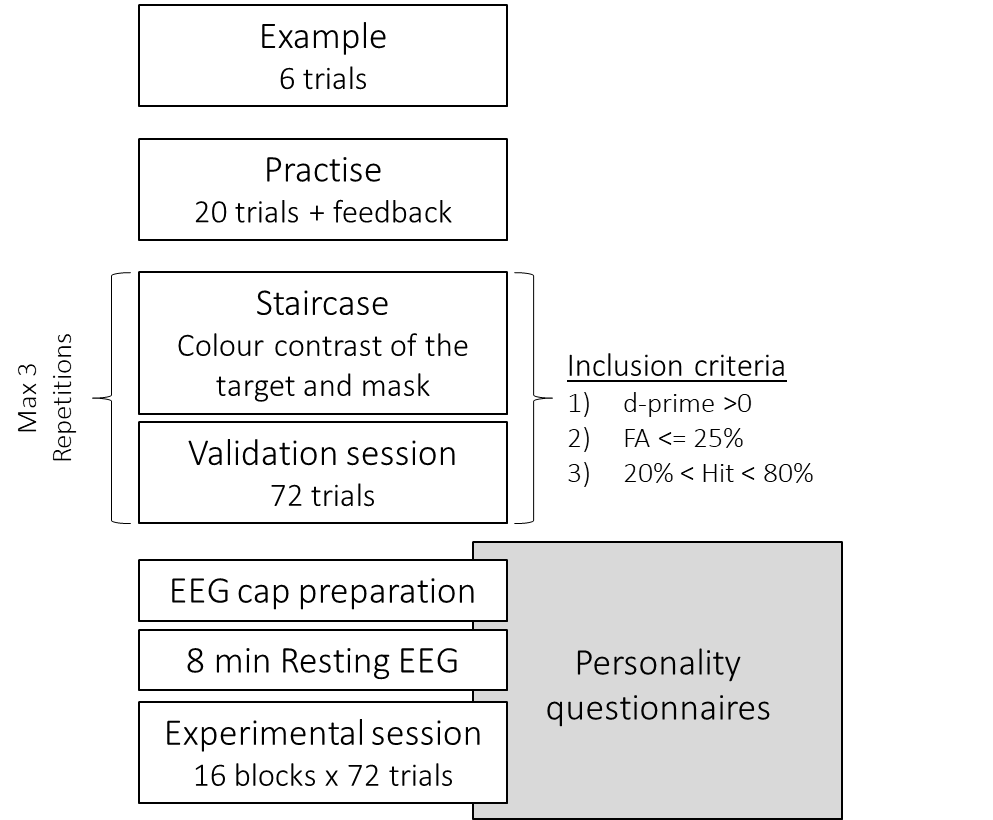 Example
6 trials
Practise
20 trials + feedback
Max 3
Repetitions
Staircase
Colour contrast of the
target and mask
Validation session
72 trials
Inclusion criteria
1) d-prime >0
2) FA <= 25%
3) 20% < Hit < 80%
EEG cap preparation
8 min Resting EEG
Experimental session
16 blocks x 72 trials
Personality
questionnaires